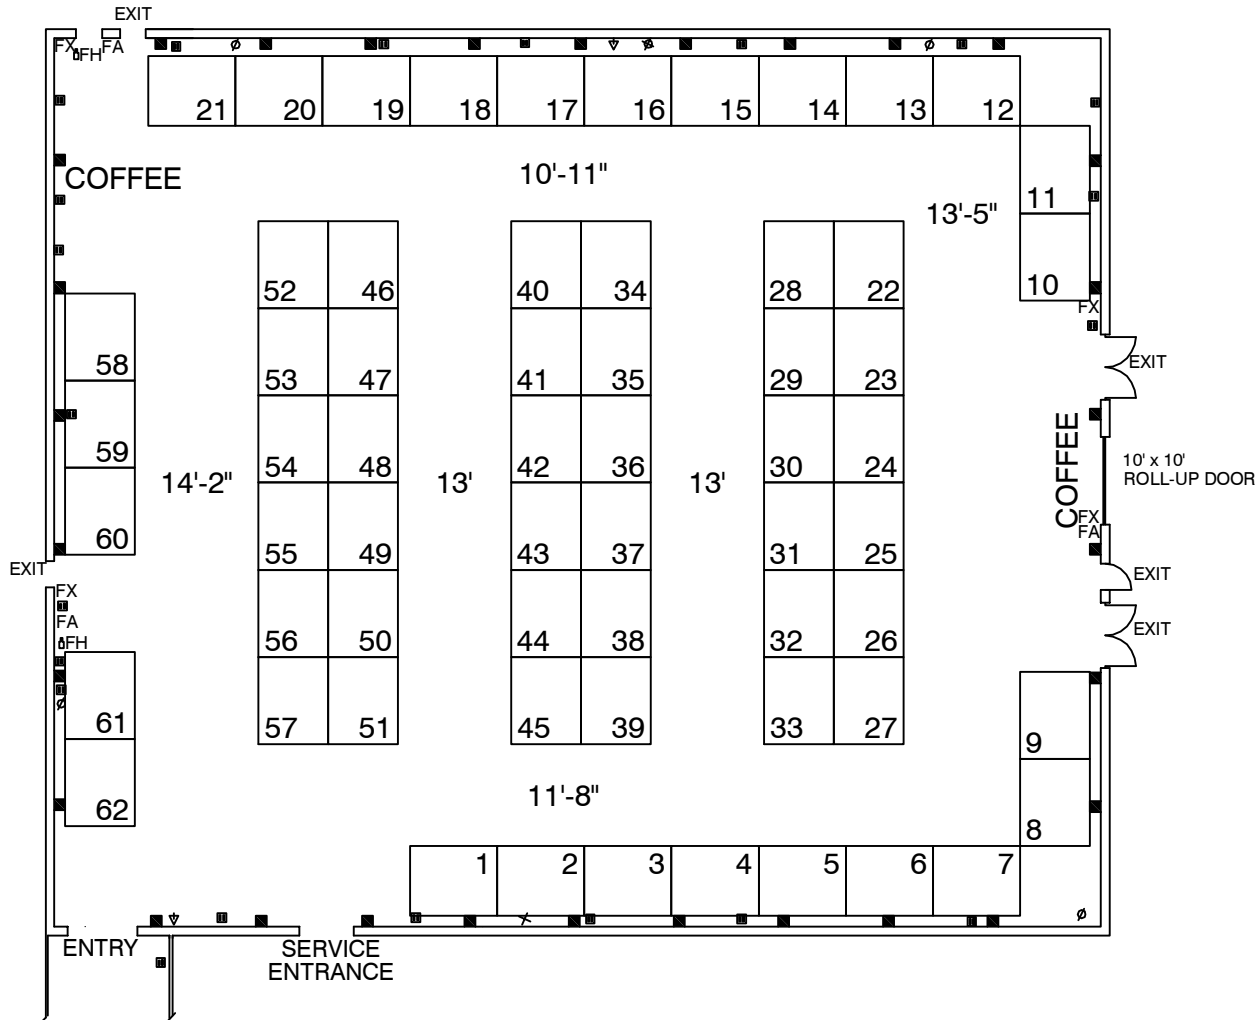 EXIT
FX
FA
FH
21 20 19 18 17 16 15 14 13 12
COFFEE
10'-11"
11
13'-5"
10
FX
52 46 40 34 28 22
58
EXIT
53 47 41 35 29 23
59
COFFEE
54 48 42 36 30 24
14'-2"
13'
13'
10' x 10'
ROLL-UP DOOR
FX
FA
60
55 49 43 37 31 25
EXIT
EXIT
FX
FA
FH
EXIT
56 50 44 38 32 26
61
57 51 45 39 33 27
9
11'-8"
62
8
1 2 3 4 5 6 7
ENTRY
SERVICE
ENTRANCE